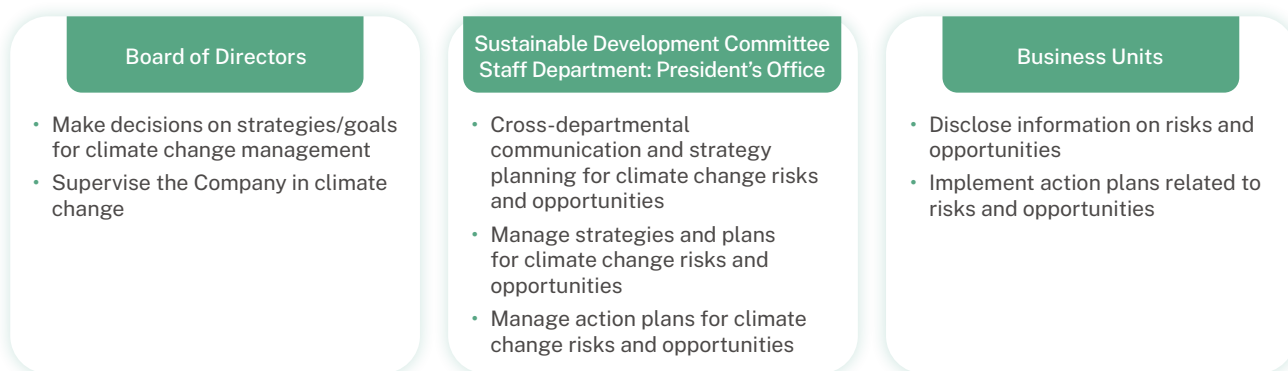 Board of Directors
• Make decisions on strategies/goals
for climate change management
• Supervise the Company in climate
change
Sustainable Development Committee
Staff Department: President’s Office
• Cross-departmental
communication and strategy
planning for climate change risks
and opportunities
• Manage strategies and plans
for climate change risks and
opportunities
• Manage action plans for climate
change risks and opportunities
Business Units
• Disclose information on risks and
opportunities
• Implement action plans related to
risks and opportunities